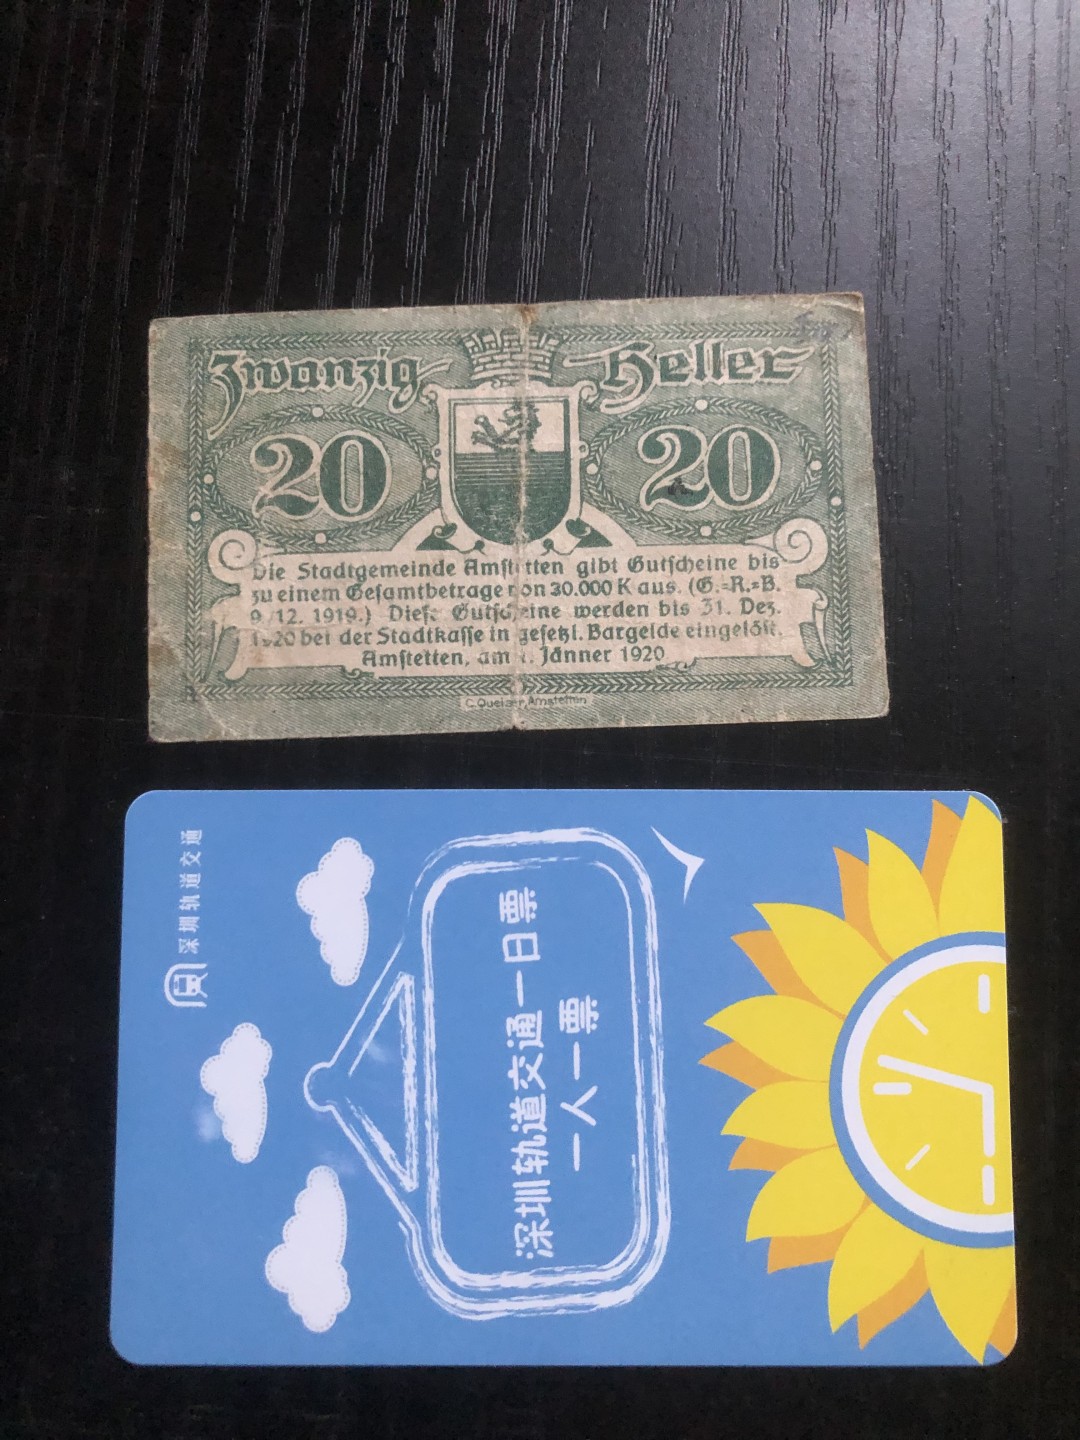 Zwanzig Heller
20 20
Die Stadtgemeinde Amstetten gibt Gutscheine bis
zu einem Gesamtbetrage von 30.000 K aus. (G.=R.=B.
9/12. 1919.) Diese Gutscheine werden bis 31. Dez.
1920 bei der Stadtkasse in gesetzl. Bargelde eingelöst.
Amstetten, am Jänner 1920
C. Queiser, Amstetten
深圳轨道交通
深圳轨道交通一日票
一人一票